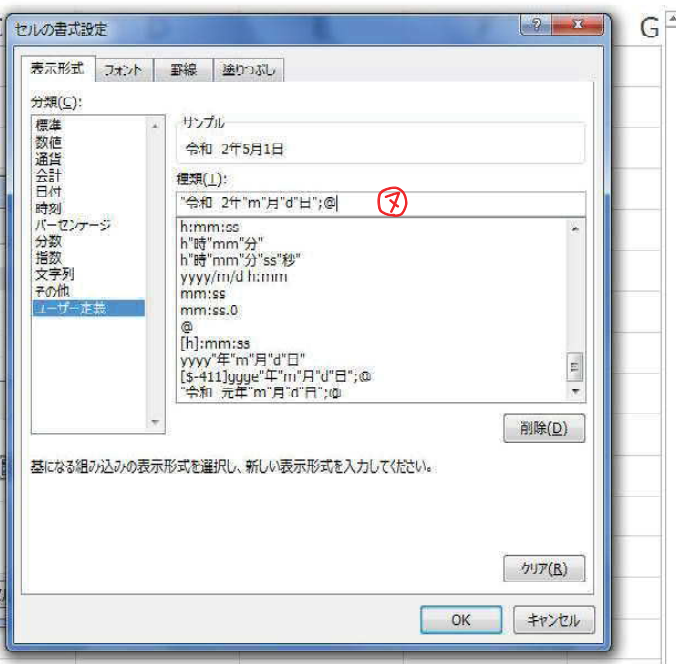 G
セルの書式設定
表示形式 フォント 罫線 塗りつぶし
分類(C):
標準
数値
通貨
会計
日付
時刻
パーセンテージ
分数
指数
文字列
その他
ユーザー定義
サンプル
令和 2年5月1日
種類(T):
"令和 2年"m"月"d"日";@
⑦
h:mm:ss
h"時"mm"分"
h"時"mm"分"ss"秒"
yyyy/m/d h:mm
mm:ss
mm:ss.0
@
[h]:mm:ss
yyyy"年"m"月"d"日"
[$-411]ggge"年"m"月"d"日";@
"令和 元年"m"月"d"日";@
削除(D)
基になる組み込みの表示形式を選択し、新しい表示形式を入力してください。
クリア(R)
OK キャンセル